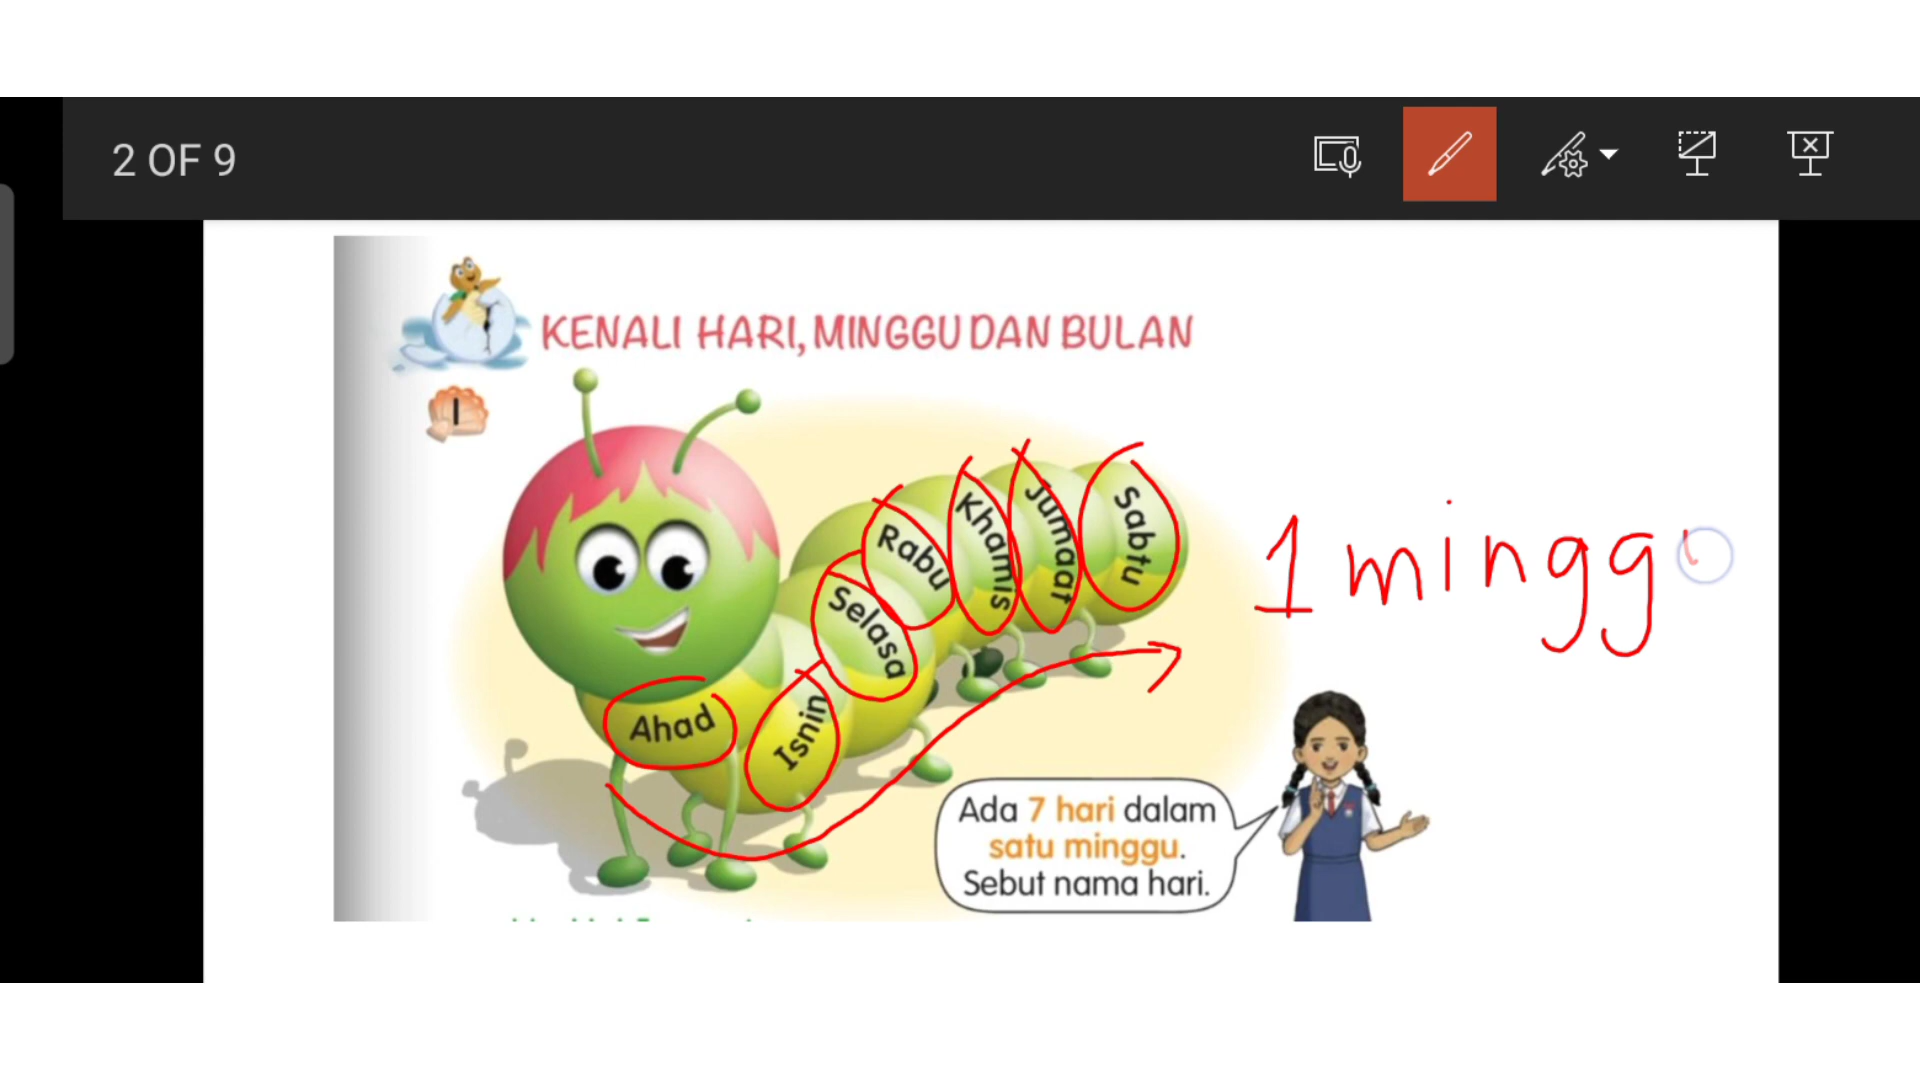 2 OF 9
KENALI HARI, MINGGU DAN BULAN
1
Ahad
Isnin
Selasa
Rabu
Khamis
Jumaat
Sabtu
1 minggu
Ada 7 hari dalam
satu minggu.
Sebut nama hari.